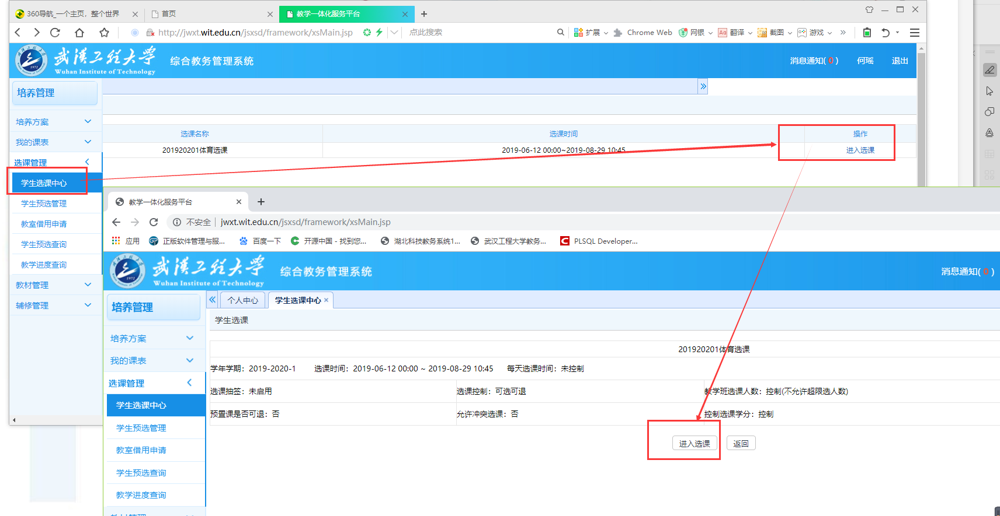 360导航_一个主页，整个世界
首页
教学一体化服务平台
http://jwxt.wit.edu.cn/jsxsd/framework/xsMain.jsp
点此搜索
扩展
Chrome Web
网银
翻译
截图
游戏
武汉工程大学
Wuhan Institute of Technology
综合教务管理系统
消息通知( 0 )
何瑶
退出
培养管理
培养方案
我的课表
选课管理
学生选课中心
学生预选管理
教室借用申请
学生预选查询
教学进度查询
教材管理
辅修管理
选课名称
选课时间
操作
201920201体育选课
2019-06-12 00:00~2019-08-29 10:45
进入选课
教学一体化服务平台
不安全
jwxt.wit.edu.cn/jsxsd/framework/xsMain.jsp
应用
正版软件管理与服...
百度一下
开源中国 - 找到您...
湖北科技教务系统1...
武汉工程大学教务...
PLSQL Developer...
武汉工程大学
Wuhan Institute of Technology
综合教务管理系统
消息通知( 0 )
培养管理
培养方案
我的课表
选课管理
学生选课中心
学生预选管理
教室借用申请
学生预选查询
教学进度查询
个人中心
学生选课中心
学生选课
201920201体育选课
学年学期：2019-2020-1 选课时间：2019-06-12 00:00 ~ 2019-08-29 10:45 每天选课时间：未控制
选课抽签：未启用
选课控制：可选可退
教学班选课人数：控制(不允许超限选人数)
预置课是否可退：否
允许冲突选课：否
控制选课学分：控制
进入选课
返回